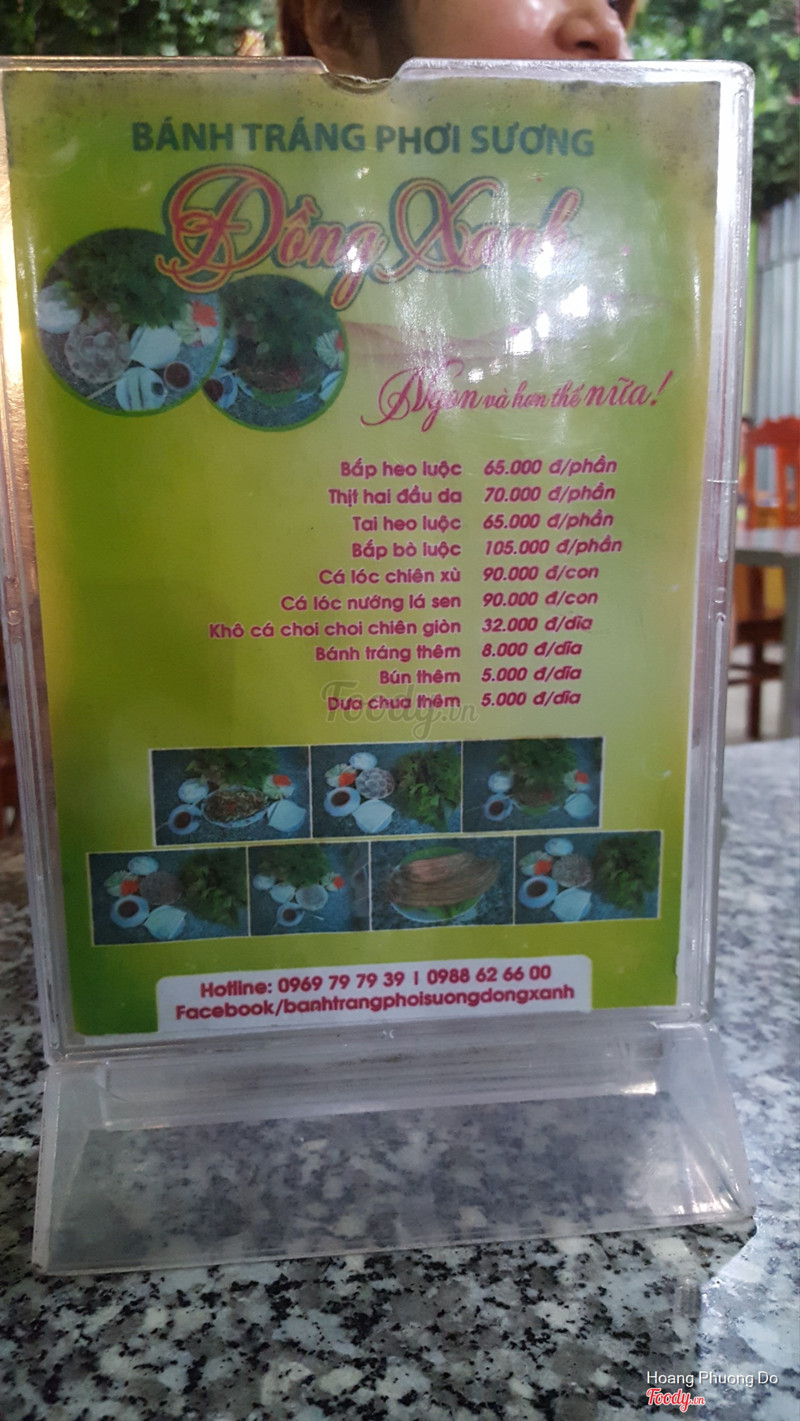 BÁNH TRÁNG PHƠI SƯƠNG
Đồng Xanh
Ngon và hơn thế nữa!
Bắp heo luộc 65.000 đ/phần
Thịt hai đầu da 70.000 đ/phần
Tai heo luộc 65.000 đ/phần
Bắp bò luộc 105.000 đ/phần
Cá lóc chiên xù 90.000 đ/con
Cá lóc nướng lá sen 90.000 đ/con
Khô cá choi choi chiên giòn 32.000 đ/dĩa
Bánh tráng thêm 8.000 đ/dĩa
Bún thêm 5.000 đ/dĩa
Dưa chua thêm 5.000 đ/dĩa
Foody.vn
Hotline: 0969 79 79 39 | 0988 62 66 00
Facebook/banhtrangphoisuongdongxanh
Hoang Phuong Do
Foody.vn